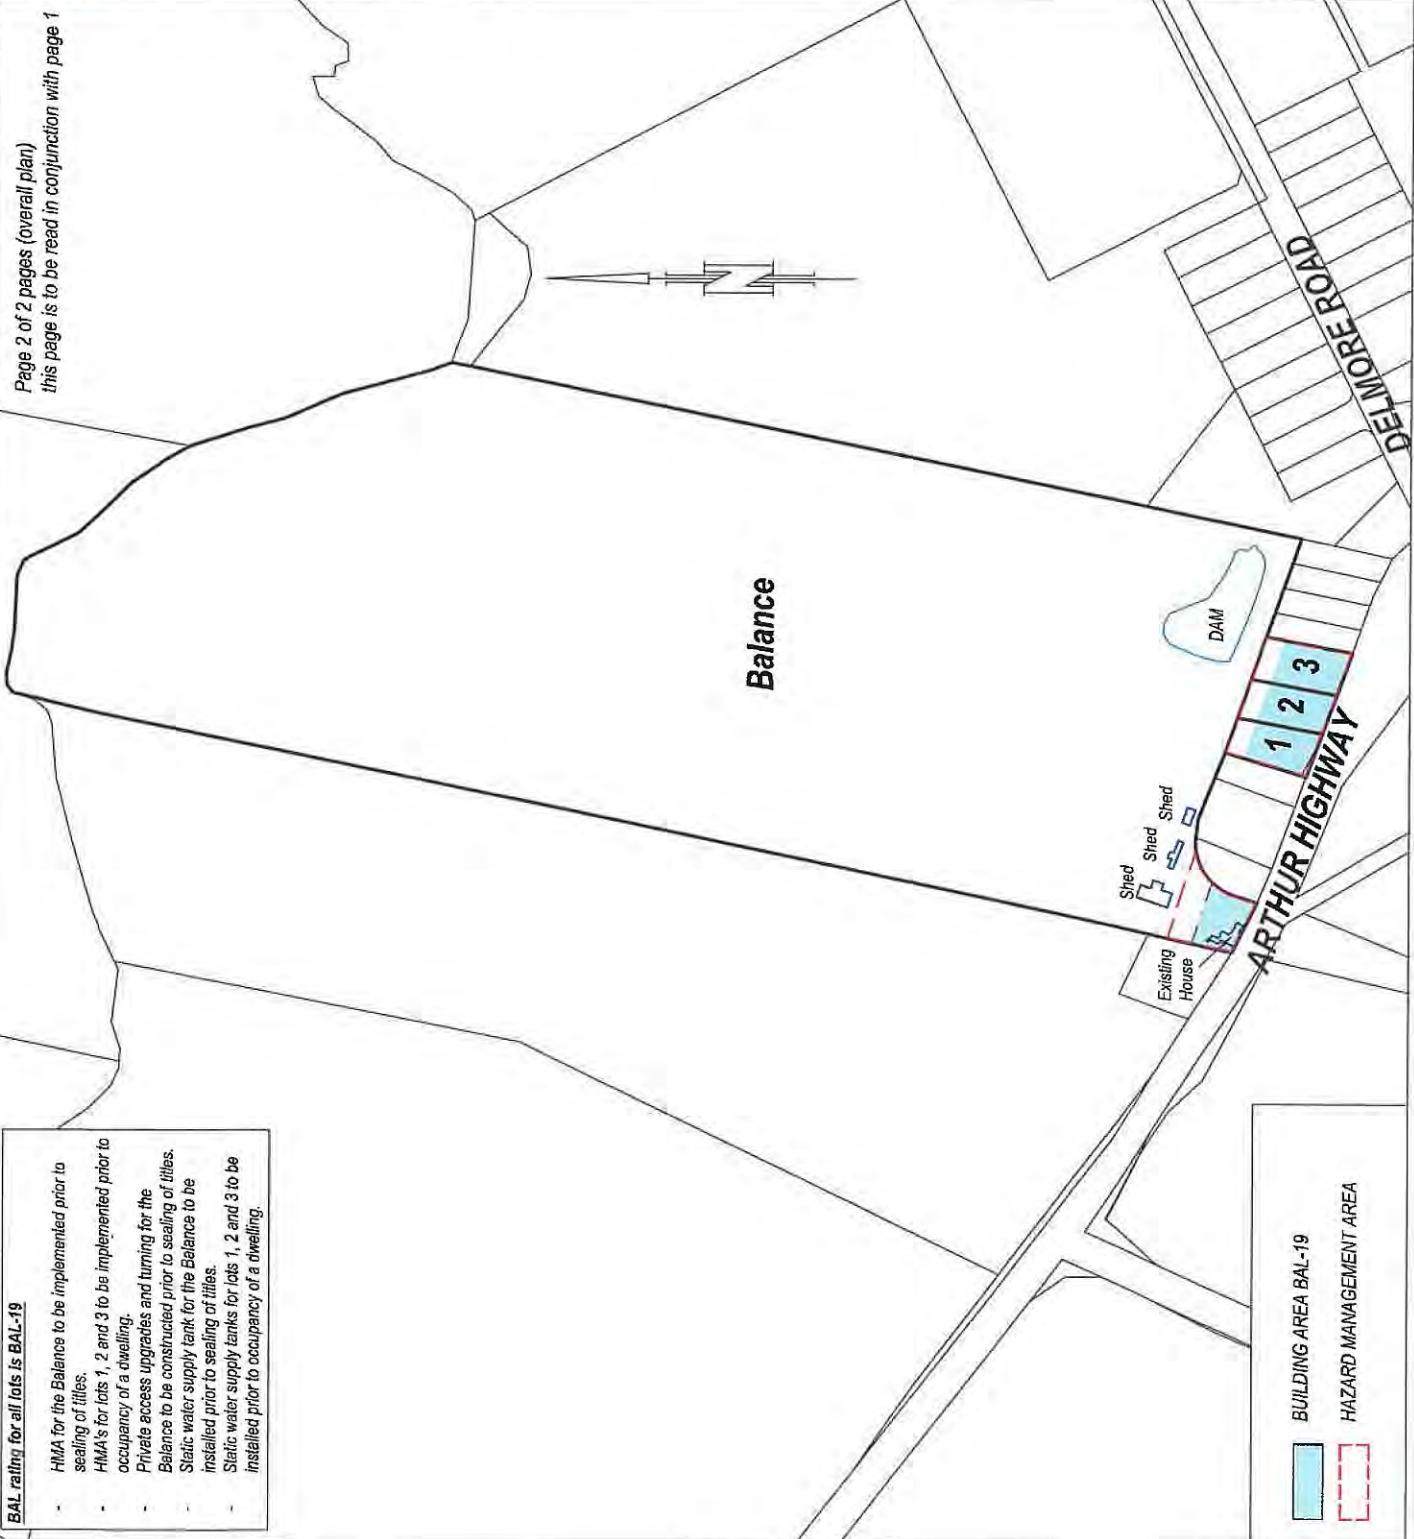 Page 2 of 2 pages (overall plan)
this page is to be read in conjunction with page 1
BAL rating for all lots is BAL-19
- HMA for the Balance to be implemented prior to
sealing of titles.
- HMA's for lots 1, 2 and 3 to be implemented prior to
occupancy of a dwelling.
- Private access upgrades and turning for the
Balance to be constructed prior to sealing of titles.
- Static water supply tank for the Balance to be
installed prior to sealing of titles.
- Static water supply tanks for lots 1, 2 and 3 to be
installed prior to occupancy of a dwelling.
N
Balance
DAM
Shed
Shed
Shed
Existing
House
1
2
3
ARTHUR HIGHWAY
DELMORE ROAD
BUILDING AREA BAL-19
HAZARD MANAGEMENT AREA